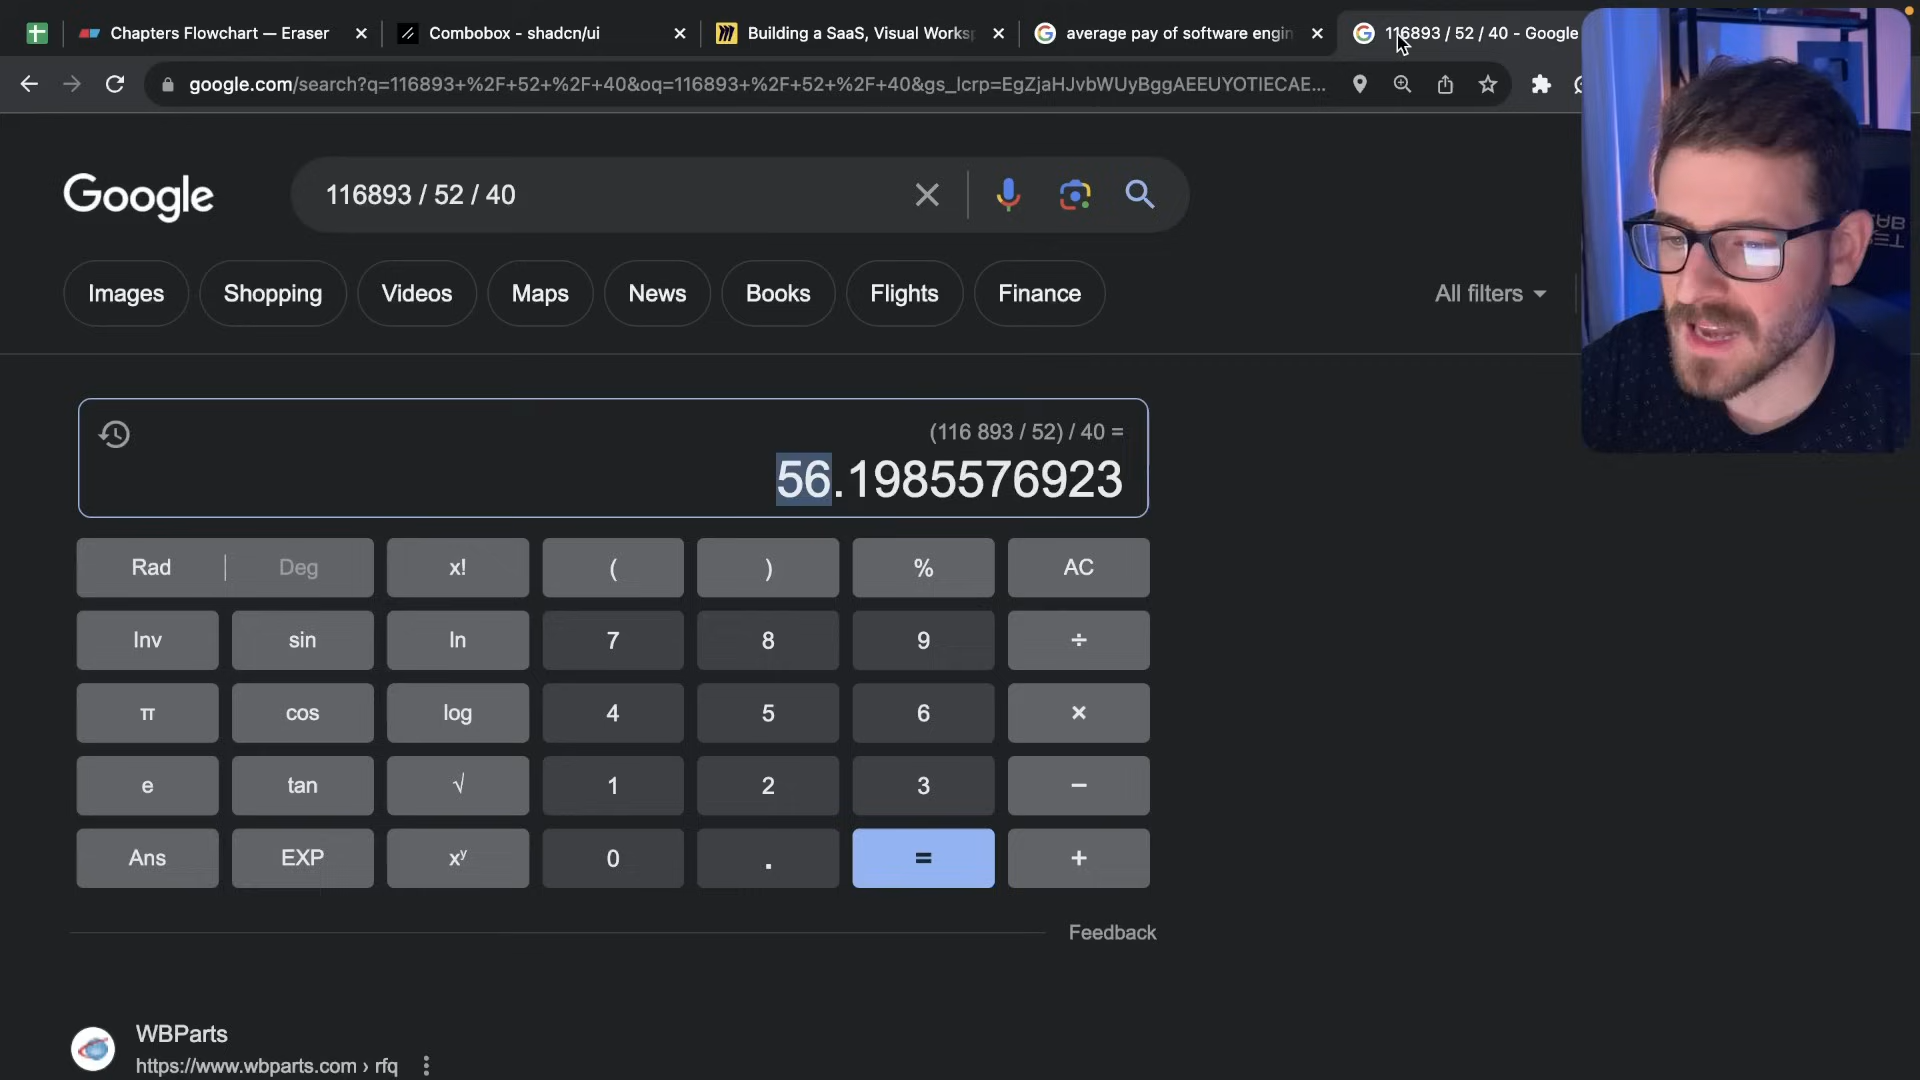 Chapters Flowchart — Eraser
Combobox - shadcn/ui
Building a SaaS, Visual Works
average pay of software engin
116893 / 52 / 40 - Google
google.com/search?q=116893+%2F+52+%2F+40&oq=116893+%2F+52+%2F+40&gs_lcrp=EgZjaHJvbWUyBggAEEUYOTIECAE...
Google
116893 / 52 / 40
Images
Shopping
Videos
Maps
News
Books
Flights
Finance
All filters
(116 893 / 52) / 40 =
56.1985576923
Rad
Deg
x!
(
)
%
AC
Inv
sin
ln
7
8
9
÷
π
cos
log
4
5
6
×
e
tan
√
1
2
3
−
Ans
EXP
xʸ
0
.
=
+
Feedback
WBParts
https://www.wbparts.com › rfq